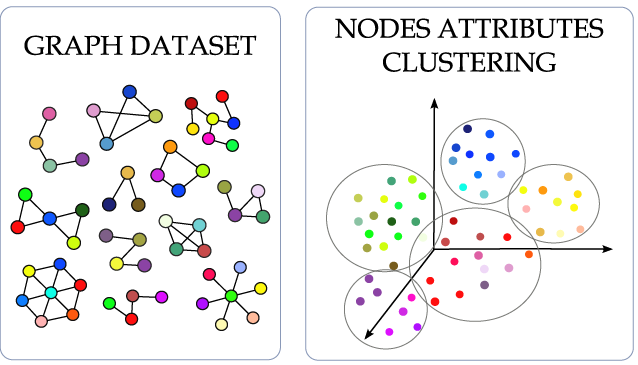 GRAPH DATASET
NODES ATTRIBUTES
CLUSTERING